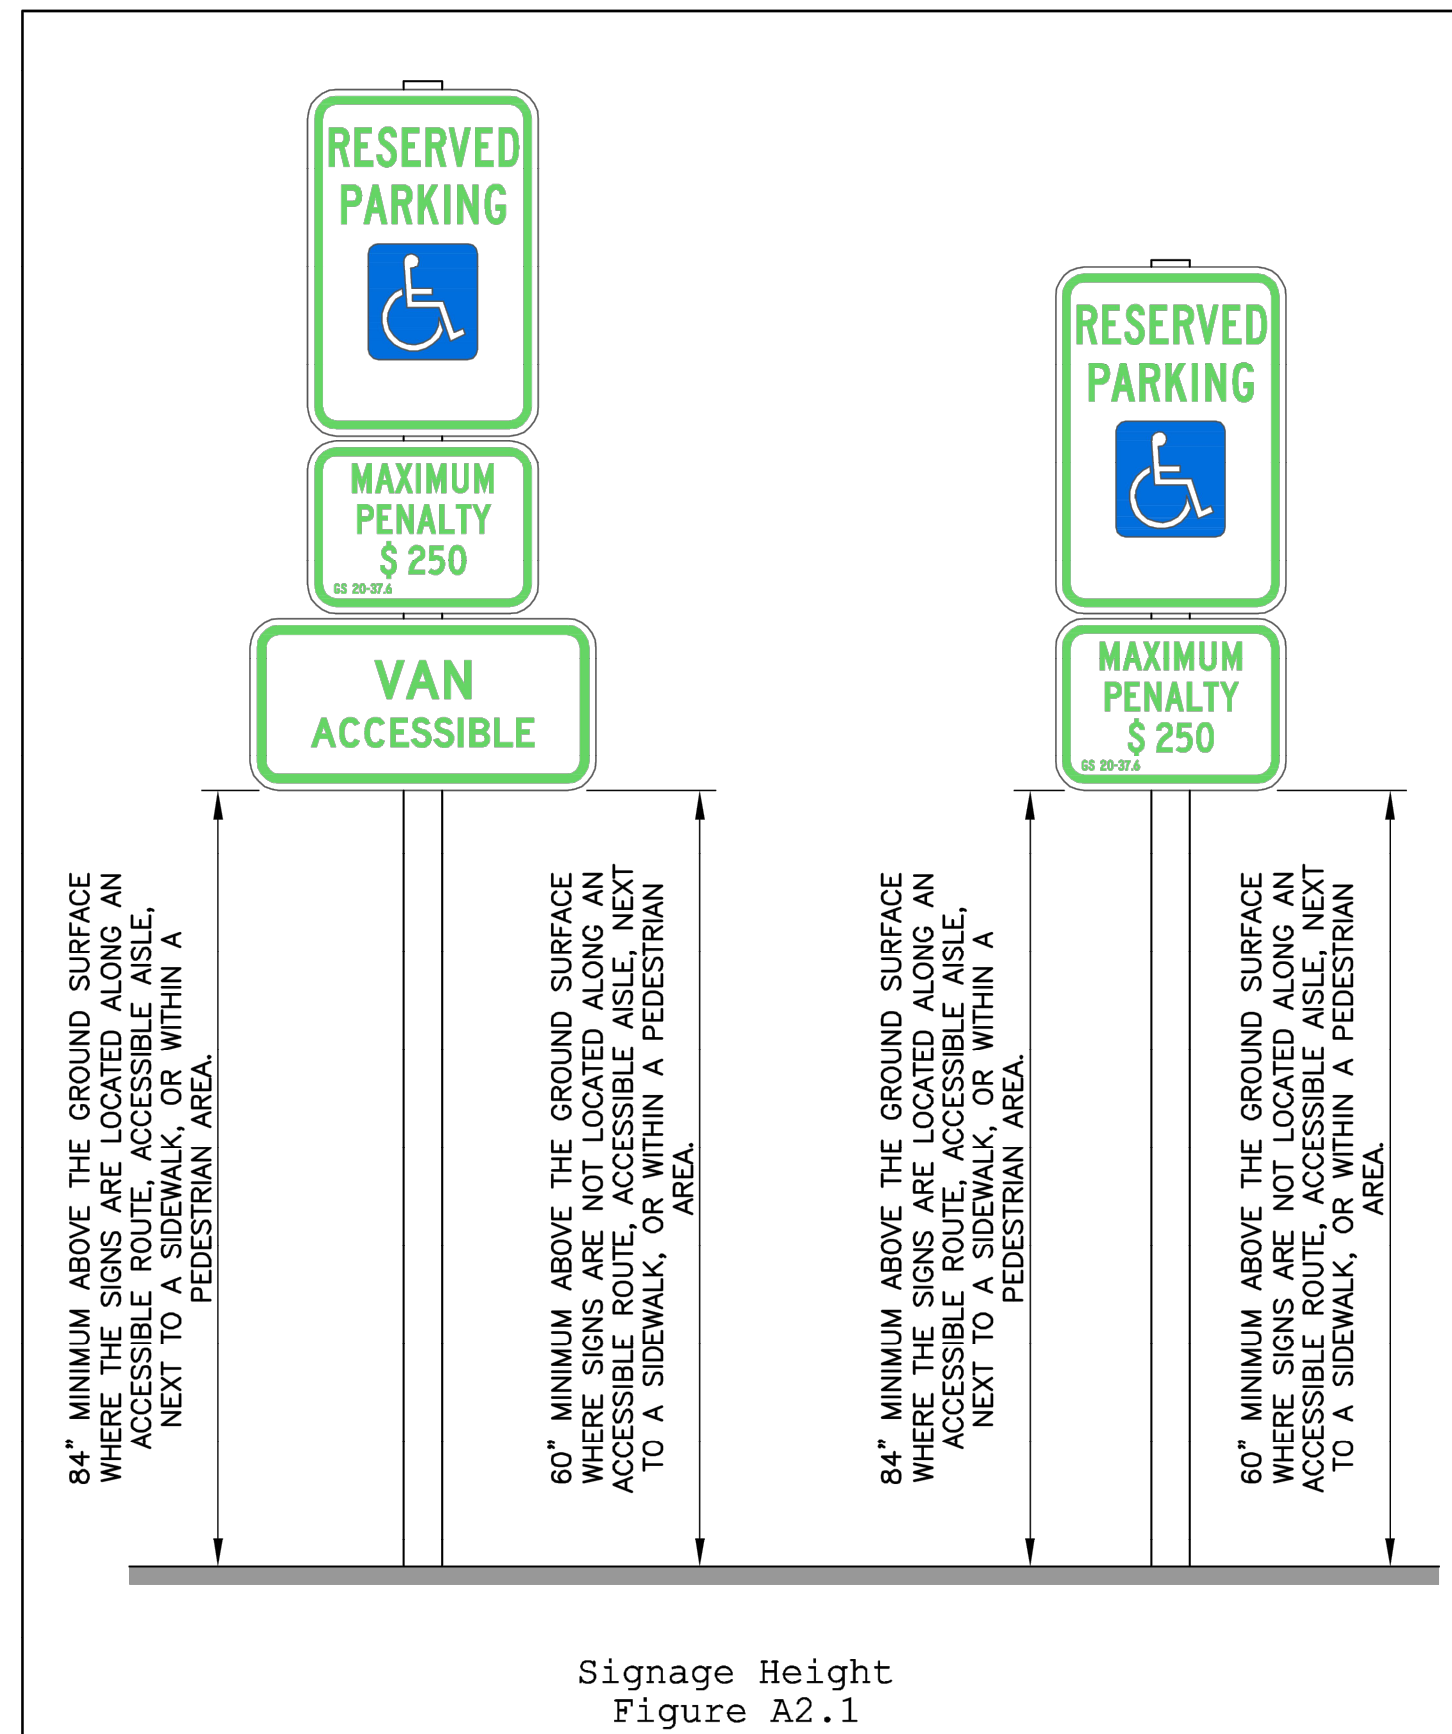 RESERVED
PARKING
MAXIMUM
PENALTY
$ 250
GS 20-37.6
VAN
ACCESSIBLE
84” MINIMUM ABOVE THE GROUND SURFACE
WHERE THE SIGNS ARE LOCATED ALONG AN
ACCESSIBLE ROUTE, ACCESSIBLE AISLE,
NEXT TO A SIDEWALK, OR WITHIN A
PEDESTRIAN AREA.
60” MINIMUM ABOVE THE GROUND SURFACE
WHERE SIGNS ARE NOT LOCATED ALONG AN
ACCESSIBLE ROUTE, ACCESSIBLE AISLE, NEXT
TO A SIDEWALK, OR WITHIN A PEDESTRIAN
AREA.
RESERVED
PARKING
MAXIMUM
PENALTY
$ 250
GS 20-37.6
84” MINIMUM ABOVE THE GROUND SURFACE
WHERE THE SIGNS ARE LOCATED ALONG AN
ACCESSIBLE ROUTE, ACCESSIBLE AISLE,
NEXT TO A SIDEWALK, OR WITHIN A
PEDESTRIAN AREA.
60” MINIMUM ABOVE THE GROUND SURFACE
WHERE SIGNS ARE NOT LOCATED ALONG AN
ACCESSIBLE ROUTE, ACCESSIBLE AISLE, NEXT
TO A SIDEWALK, OR WITHIN A PEDESTRIAN
AREA.
Signage Height
Figure A2.1